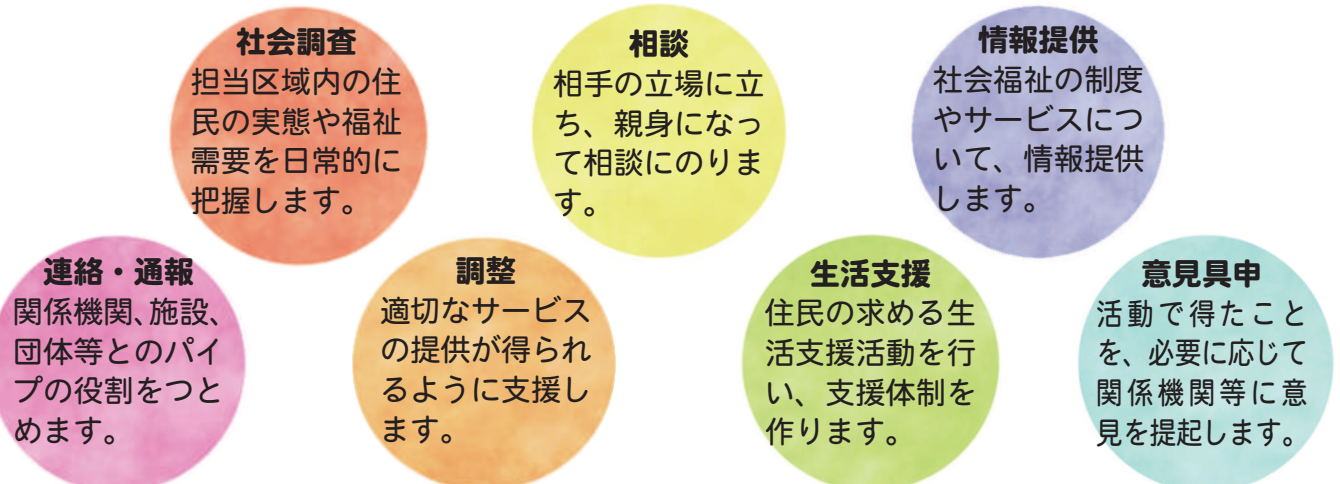 社会調査
担当区域内の住
民の実態や福祉
需要を日常的に
把握します。
相談
相手の立場に立
ち、親身になっ
て相談にのりま
す。
情報提供
社会福祉の制度
やサービスにつ
いて、情報提供
します。
連絡・通報
関係機関、施設、
団体等とのパイ
プの役割をつと
めます。
調整
適切なサービス
の提供が得られ
るように支援し
ます。
生活支援
住民の求める生
活支援活動を行
い、支援体制を
作ります。
意見具申
活動で得たこと
を、必要に応じて
関係機関等に意
見を提起します。